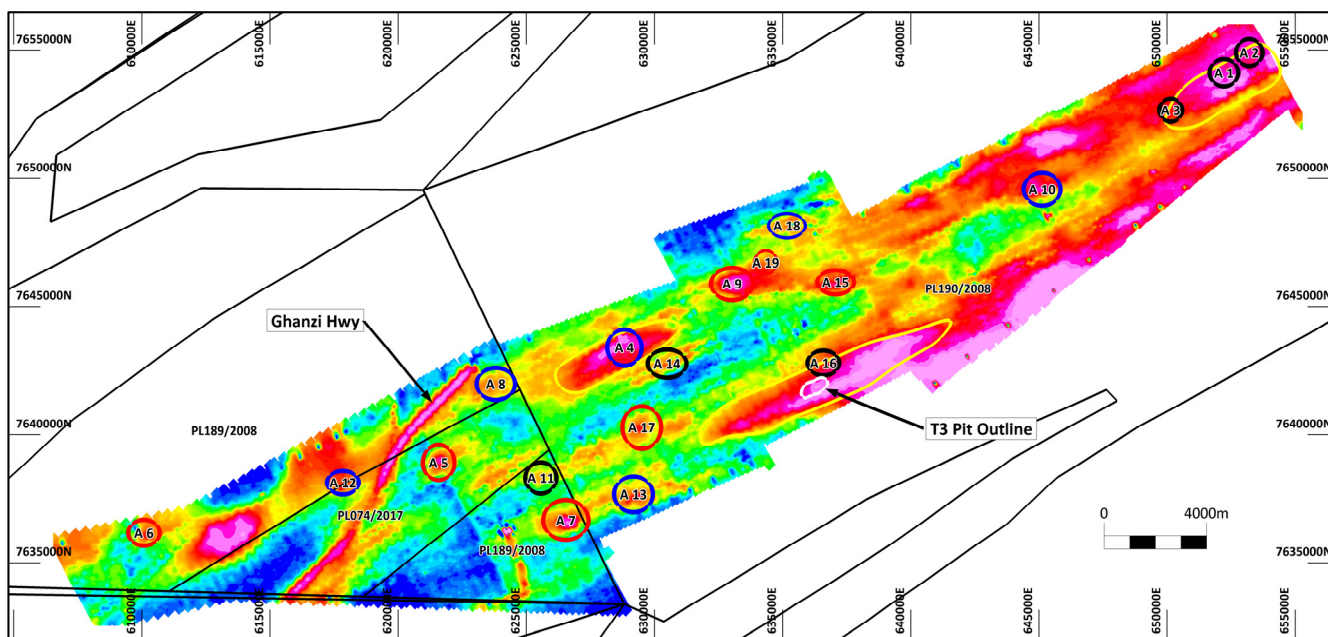 610000E
615000E
620000E
625000E
630000E
635000E
640000E
645000E
650000E
655000E
7655000N
7655000N
A 2
A 1
A 3
7650000N
7650000N
A 10
A 18
A 19
A 9
A 15
PL190/2008
7645000N
7645000N
Ghanzi Hwy
A 4
A 14
A 16
A 8
T3 Pit Outline
A 17
PL189/2008
7640000N
7640000N
A 5
A 11
A 12
A 13
PL074/2017
0
4000m
A 7
A 6
PL189/2008
7635000N
7635000N
610000E
615000E
620000E
625000E
630000E
635000E
640000E
645000E
650000E
655000E